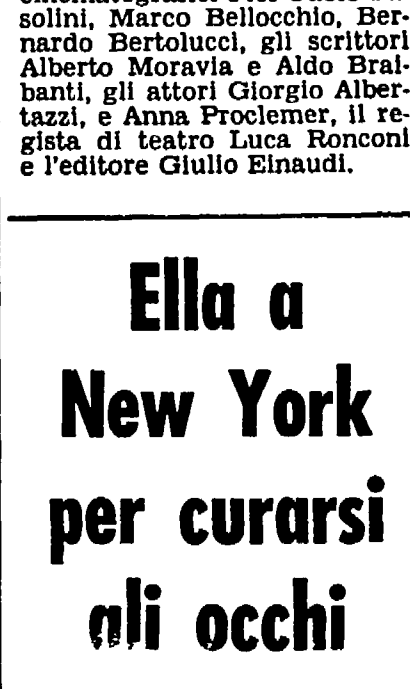 solini, Marco Bellocchio, Ber-
nardo Bertolucci, gli scrittori
Alberto Moravia e Aldo Brai-
banti, gli attori Giorgio Alber-
tazzi, e Anna Proclemer, il re-
gista di teatro Luca Ronconi
e l'editore Giulio Einaudi.
Ella a
New York
per curarsi
gli occhi